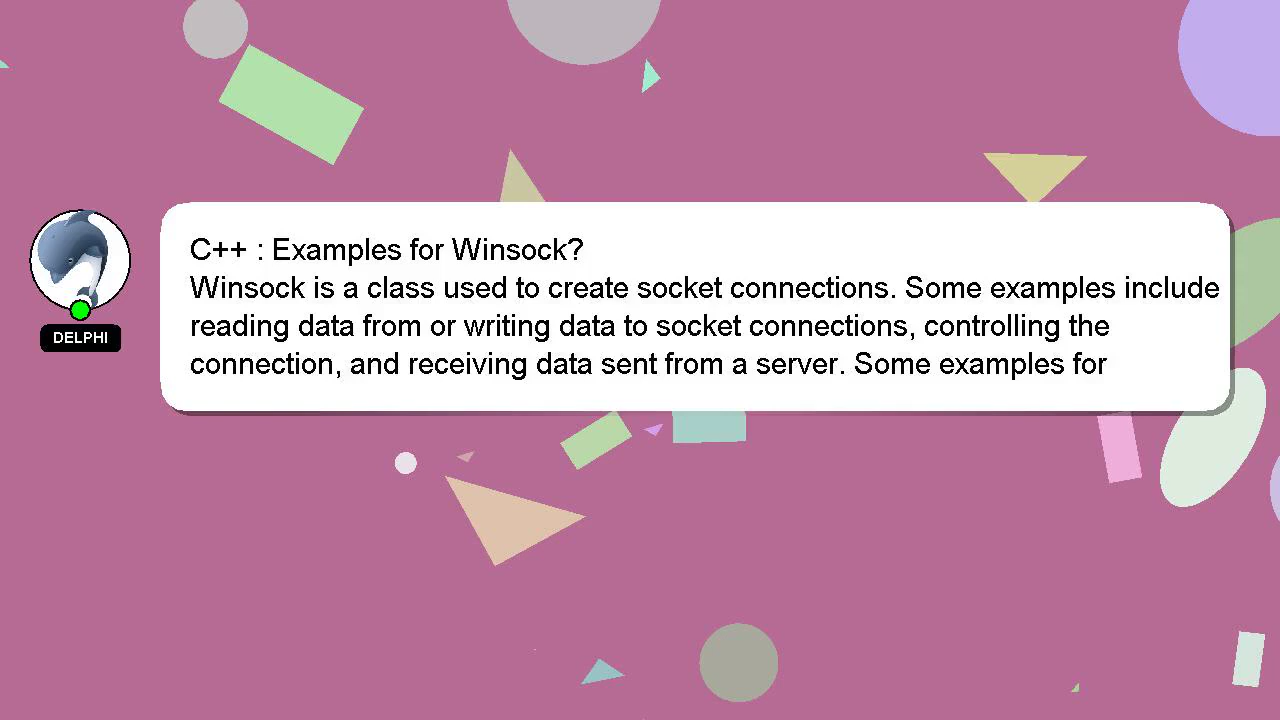 C++ : Examples for Winsock?
Winsock is a class used to create socket connections. Some examples include
reading data from or writing data to socket connections, controlling the
connection, and receiving data sent from a server. Some examples for
DELPHI